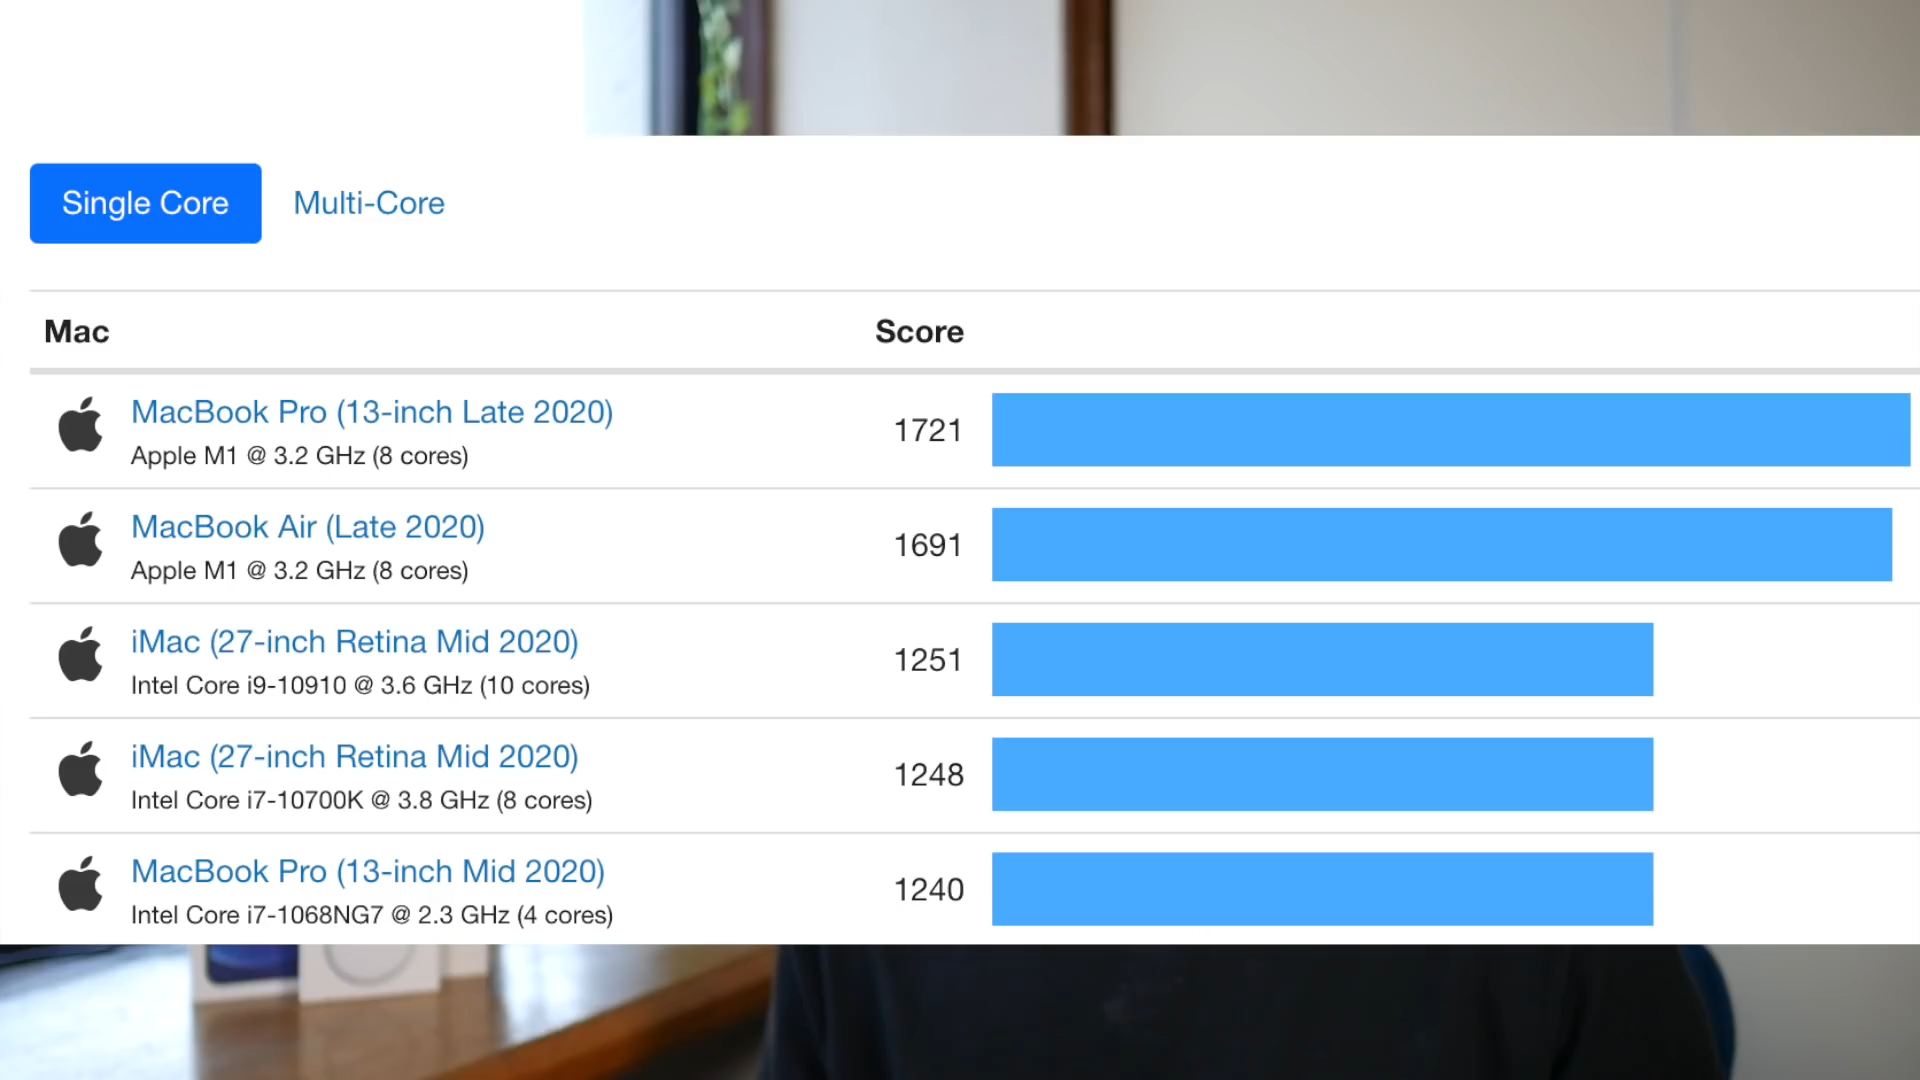 Single Core
Multi-Core
Mac Score
MacBook Pro (13-inch Late 2020)
Apple M1 @ 3.2 GHz (8 cores)
1721
MacBook Air (Late 2020)
Apple M1 @ 3.2 GHz (8 cores)
1691
iMac (27-inch Retina Mid 2020)
Intel Core i9-10910 @ 3.6 GHz (10 cores)
1251
iMac (27-inch Retina Mid 2020)
Intel Core i7-10700K @ 3.8 GHz (8 cores)
1248
MacBook Pro (13-inch Mid 2020)
Intel Core i7-1068NG7 @ 2.3 GHz (4 cores)
1240